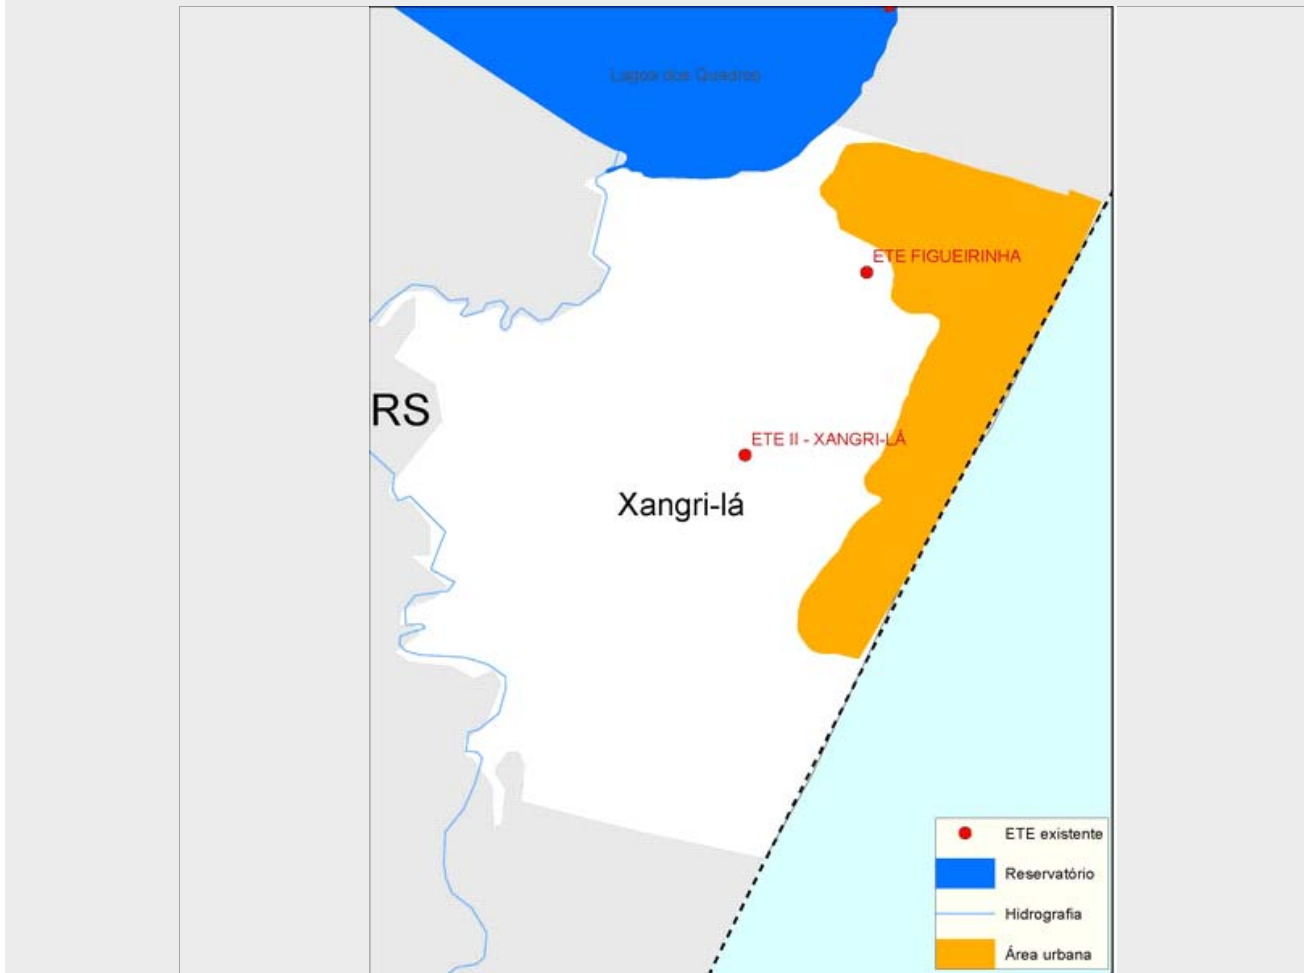 Lagoa dos Quadros
ETE FIGUEIRINHA
RS
ETE II - XANGRI-LÁ
Xangri-lá
ETE existente
Reservatório
Hidrografia
Área urbana